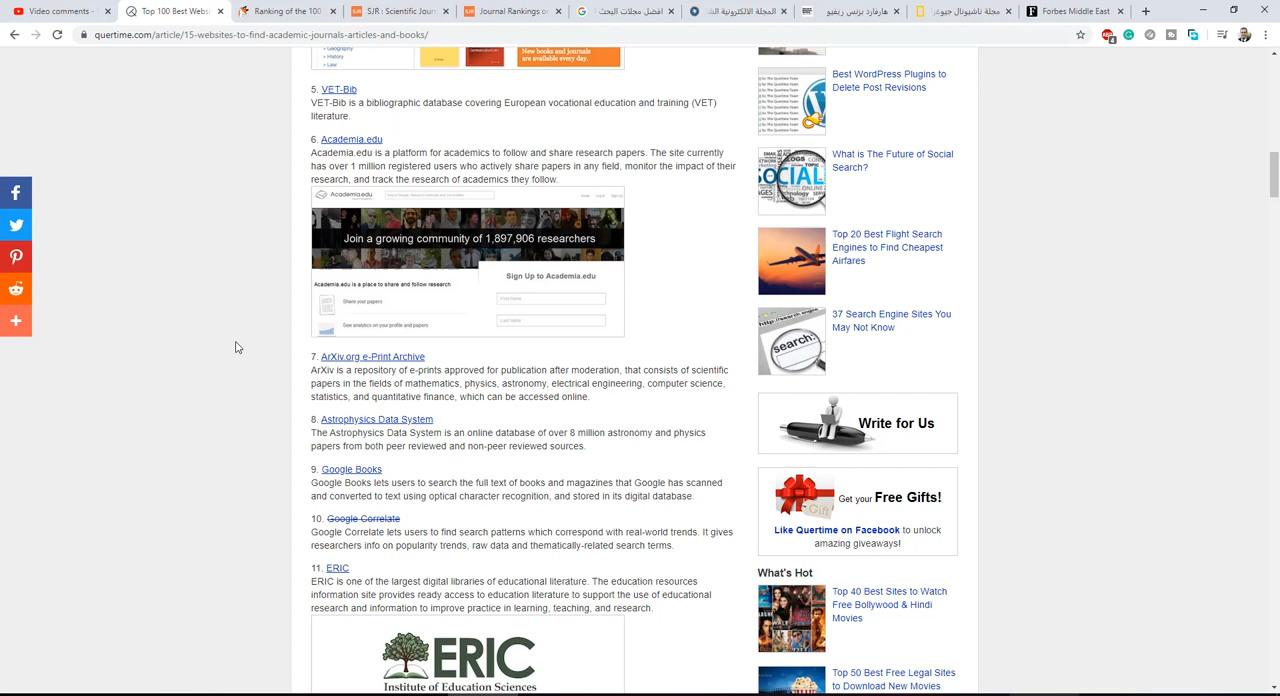 Video comments -
Top 100 Best Webs
Ranking of the 100
SJR : Scientific Journ
Journal Rankings o
افضل مجلات البحث
المجلة الالكترونية الش
هارفارد بزنس ريفيو
مجلة ناشيونال جيوغر
Forbes Middle East
quertime.com/article/15-websites-to-find-academic-journals-articles-and-books/
› Geography
› History
› Law
New books and journals
are available every day.
5. VET-Bib
VET-Bib is a bibliographic database covering European vocational education and training (VET)
literature.
6. Academia.edu
Academia.edu is a platform for academics to follow and share research papers. The site currently
has over 1 million registered users who actively share papers in any field, monitor the impact of their
research, and track the research of academics they follow.
Academia.edu
Join a growing community of 1,897,906 researchers
Sign Up to Academia.edu
Academia.edu is a place to share and follow research
First Name
Share your papers
Last Name
See analytics on your profile and papers
7. ArXiv.org e-Print Archive
ArXiv is a repository of e-prints approved for publication after moderation, that consists of scientific
papers in the fields of mathematics, physics, astronomy, electrical engineering, computer science,
statistics, and quantitative finance, which can be accessed online.
8. Astrophysics Data System
The Astrophysics Data System is an online database of over 8 million astronomy and physics
papers from both peer reviewed and non-peer reviewed sources.
9. Google Books
Google Books lets users to search the full text of books and magazines that Google has scanned
and converted to text using optical character recognition, and stored in its digital database.
10. Google Correlate
Google Correlate lets users to find search patterns which correspond with real-world trends. It gives
researchers info on popularity trends, raw data and thematically-related search terms.
11. ERIC
ERIC is one of the largest digital libraries of educational literature. The education resources
information site provides ready access to education literature to support the use of educational
research and information to improve practice in learning, teaching, and research.
ERIC
Institute of Education Sciences
Best WordPress Plugins to
Delete Post Revisions
What is The Future of Social
Search?
SOCIAL
Top 20 Best Flight Search
Engines to Find Cheapest
Airfares
37 Search Engine Sites You
May Not Know
http://search.engine
search:
Write for Us
Get your Free Gifts!
Gift
Like Quertime on Facebook to unlock
amazing giveaways!
What's Hot
Top 40 Best Sites to Watch
Free Bollywood & Hindi
Movies
Top 50 Best Free Legal Sites
to Download New Movies